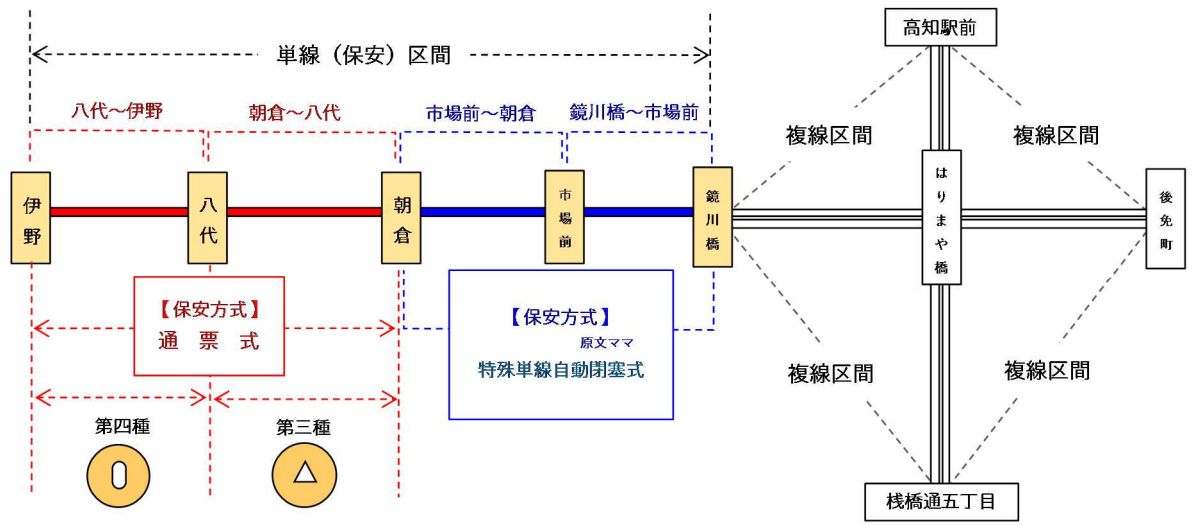 高知駅前
単線（保安）区間
八代～伊野
朝倉～八代
市場前～朝倉
鏡川橋～市場前
複線区間
複線区間
伊野
八代
朝倉
市場前
鏡川橋
はりまや橋
後免町
【保安方式】
通票式
【保安方式】
原文ママ
特殊単線自動閉塞式
複線区間
複線区間
第四種
第三種
桟橋通五丁目